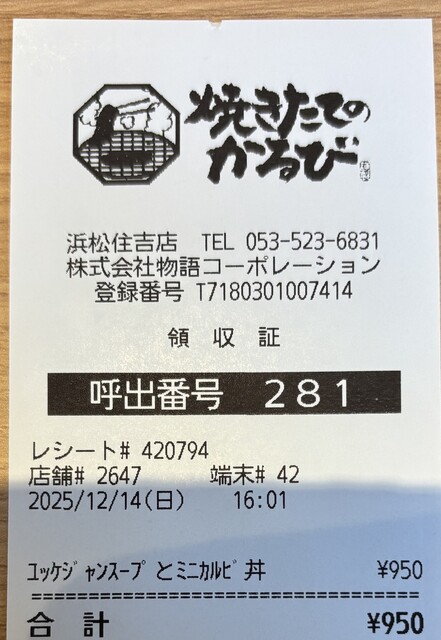 焼きたての
かるび
浜松住吉店 TEL 053-523-6831
株式会社物語コーポレーション
登録番号 T7180301007414
領 収 証
呼出番号 281
レシート# 420794
店舗# 2647 端末# 42
2025/12/14(日) 16:01
ﾕｯｹｼﾞｬﾝスープ とミニカルビ 丼 ¥950
合 計 ¥950